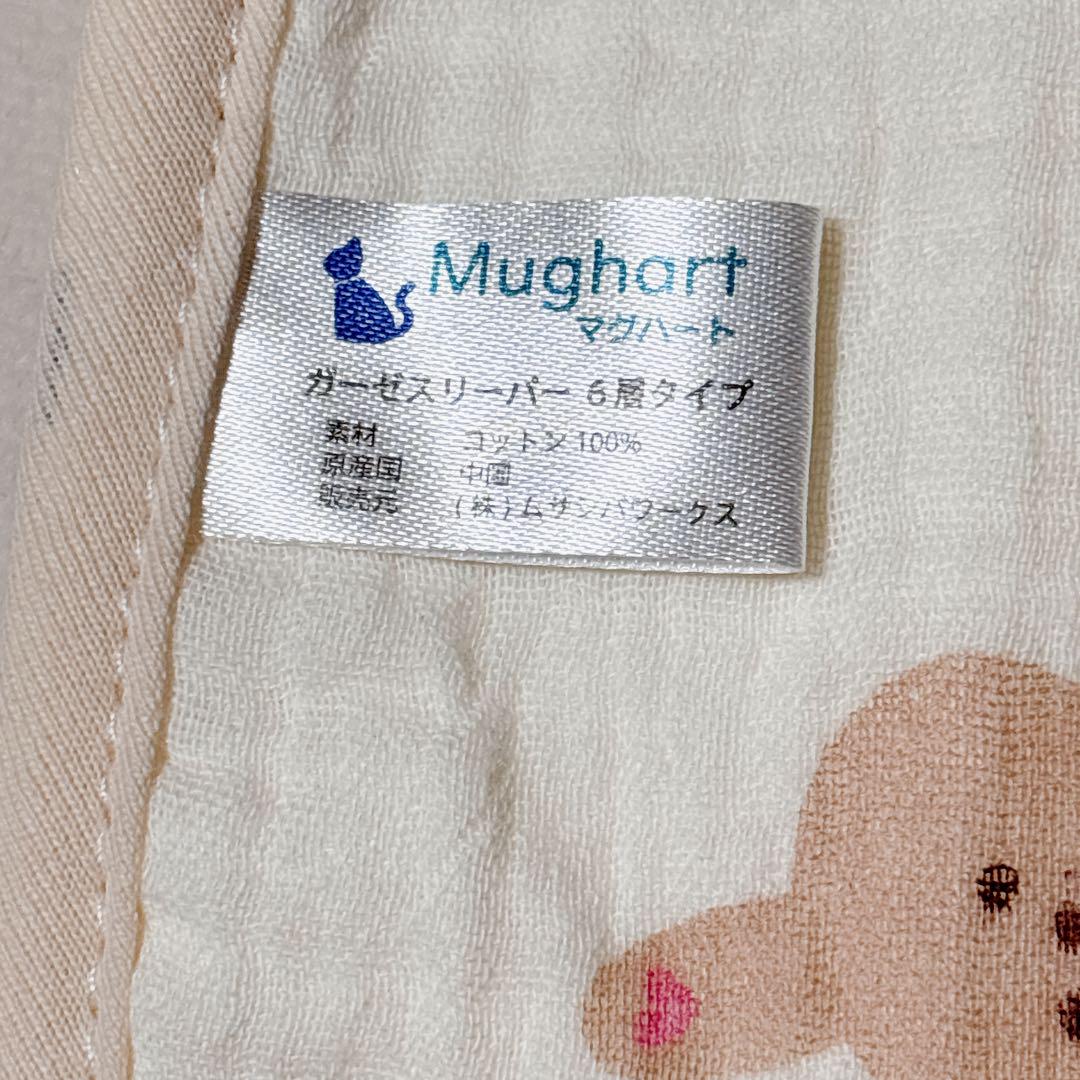 Mughart
マグハート
ガーゼスリーパー 6層タイプ
素材 コットン100%
原産国 中国
販売元 (株)ムサシパワークス